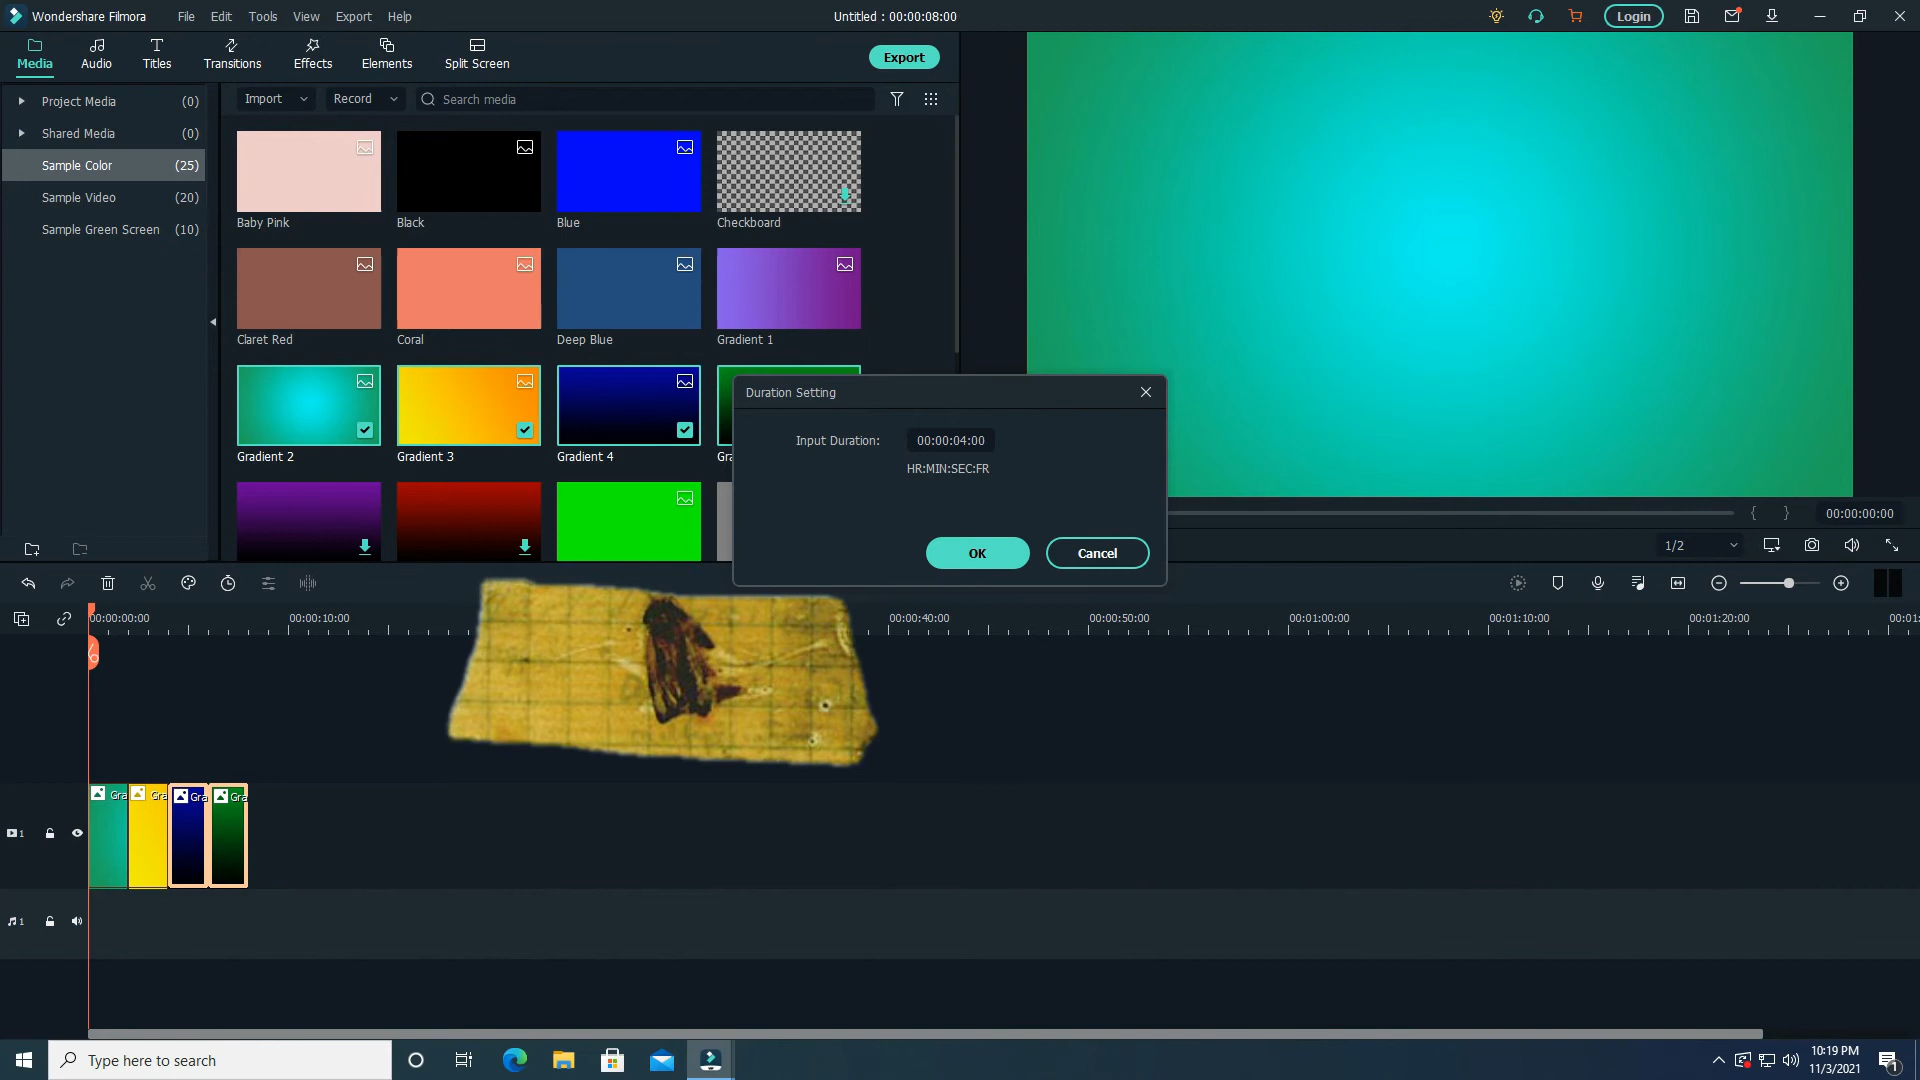 Wondershare Filmora
File Edit Tools View Export Help
Untitled : 00:00:08:00
Login
Media Audio Titles Transitions Effects Elements Split Screen
Export
Project Media (0)
Shared Media (0)
Sample Color (25)
Sample Video (20)
Sample Green Screen (10)
Import Record Search media
Baby Pink Black Blue Checkboard
Claret Red Coral Deep Blue Gradient 1
Gradient 2 Gradient 3 Gradient 4 Gra
Duration Setting
Input Duration: 00:00:04:00
HR:MIN:SEC:FR
OK Cancel
{ } 00:00:00:00
1/2
00:00:00:00 00:00:10:00 00:00:40:00 00:00:50:00 00:01:00:00 00:01:10:00 00:01:20:00 00:01:
Gra Gra Gra Gra
1
1
Type here to search
10:19 PM
11/3/2021
1